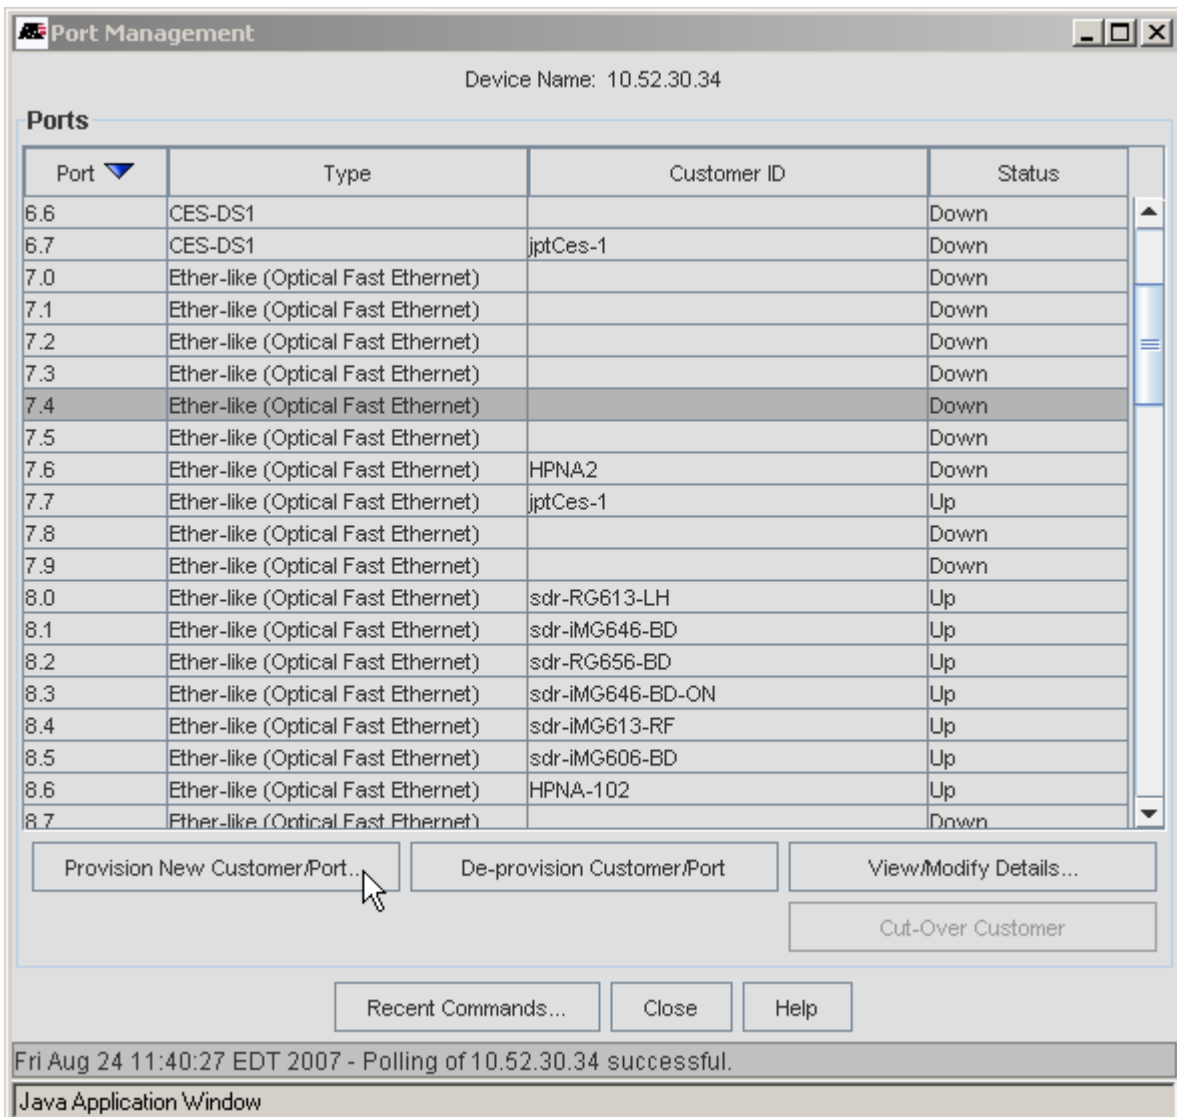 Port Management
Device Name: 10.52.30.34
Ports
Port Type Customer ID Status
6.6 CES-DS1 Down
6.7 CES-DS1 jptCes-1 Down
7.0 Ether-like (Optical Fast Ethernet) Down
7.1 Ether-like (Optical Fast Ethernet) Down
7.2 Ether-like (Optical Fast Ethernet) Down
7.3 Ether-like (Optical Fast Ethernet) Down
7.4 Ether-like (Optical Fast Ethernet) Down
7.5 Ether-like (Optical Fast Ethernet) Down
7.6 Ether-like (Optical Fast Ethernet) HPNA2 Down
7.7 Ether-like (Optical Fast Ethernet) jptCes-1 Up
7.8 Ether-like (Optical Fast Ethernet) Down
7.9 Ether-like (Optical Fast Ethernet) Down
8.0 Ether-like (Optical Fast Ethernet) sdr-RG613-LH Up
8.1 Ether-like (Optical Fast Ethernet) sdr-iMG646-BD Up
8.2 Ether-like (Optical Fast Ethernet) sdr-RG656-BD Up
8.3 Ether-like (Optical Fast Ethernet) sdr-iMG646-BD-ON Up
8.4 Ether-like (Optical Fast Ethernet) sdr-iMG613-RF Up
8.5 Ether-like (Optical Fast Ethernet) sdr-iMG606-BD Up
8.6 Ether-like (Optical Fast Ethernet) HPNA-102 Up
8.7 Ether-like (Optical Fast Ethernet) Down
Provision New Customer/Port... De-provision Customer/Port View/Modify Details...
Cut-Over Customer
Recent Commands... Close Help
Fri Aug 24 11:40:27 EDT 2007 - Polling of 10.52.30.34 successful.
Java Application Window